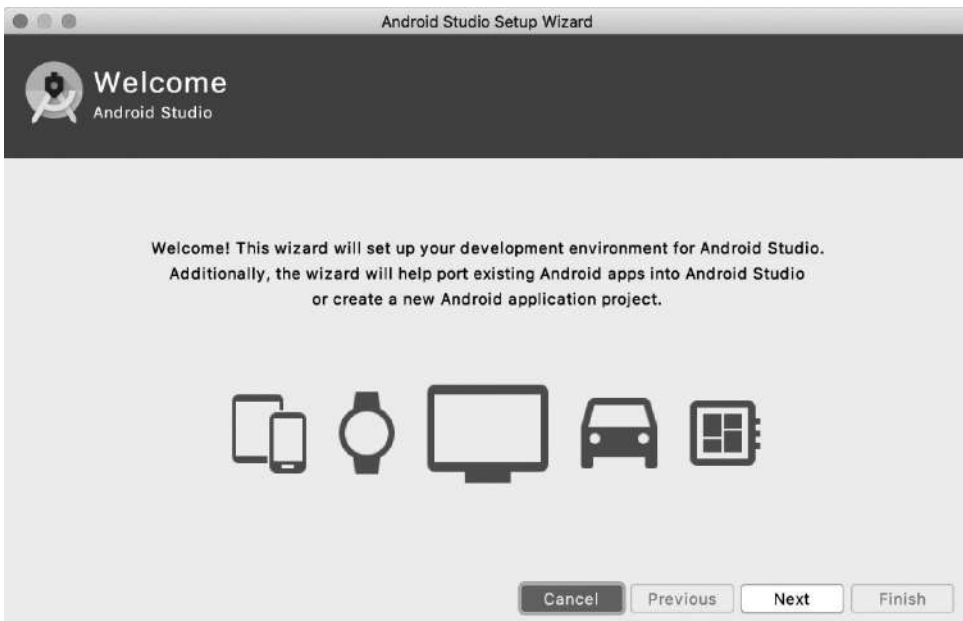 Android Studio Setup Wizard
Welcome
Android Studio
Welcome! This wizard will set up your development environment for Android Studio.
Additionally, the wizard will help port existing Android apps into Android Studio
or create a new Android application project.
Cancel Previous Next Finish